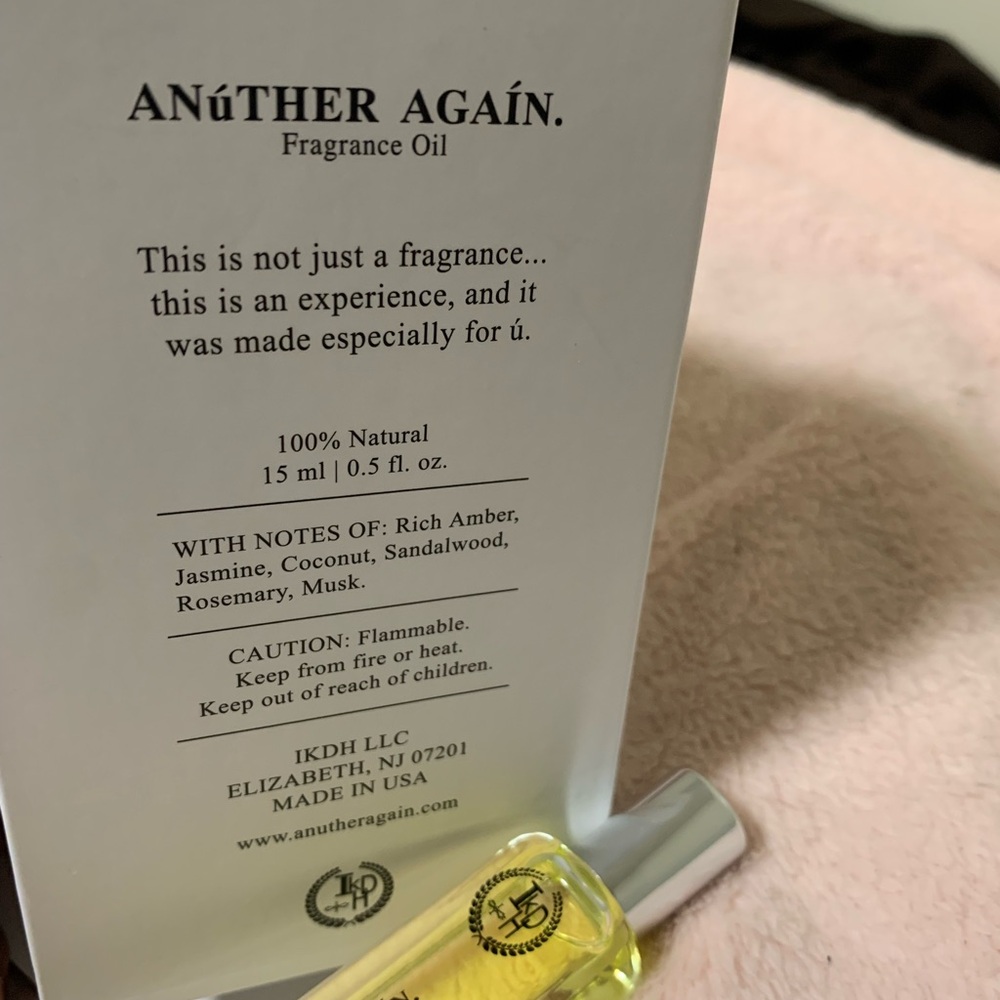 ANúTHER AGAÍN.
Fragrance Oil
This is not just a fragrance...
this is an experience, and it
was made especially for ú.
100% Natural
15 ml | 0.5 fl. oz.
WITH NOTES OF: Rich Amber,
Jasmine, Coconut, Sandalwood,
Rosemary, Musk.
CAUTION: Flammable.
Keep from fire or heat.
Keep out of reach of children.
IKDH LLC
ELIZABETH, NJ 07201
MADE IN USA
www.anutheragain.com
IKDH
IKDH